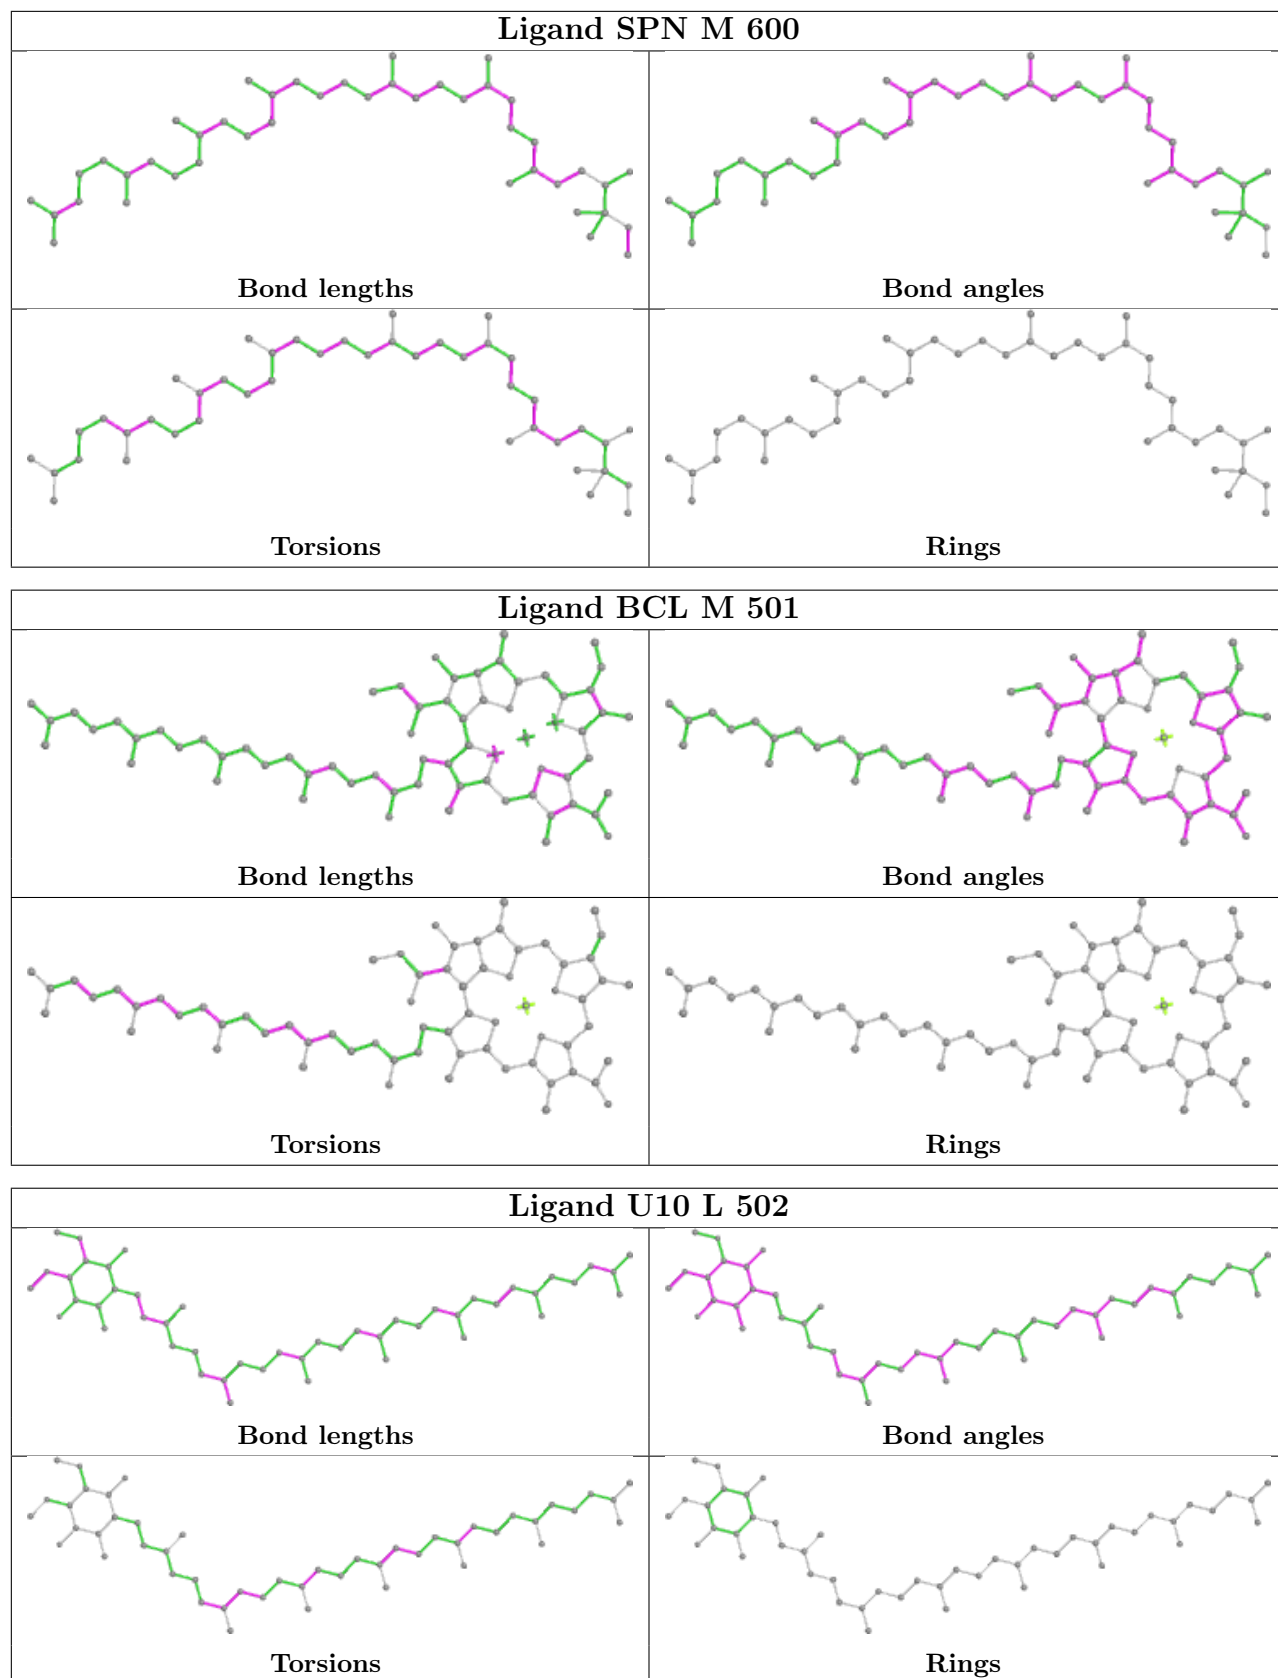 Ligand SPN M 600
Bond lengths
Bond angles
Torsions
Rings
Ligand BCL M 501
Bond lengths
Bond angles
Torsions
Rings
Ligand U10 L 502
Bond lengths
Bond angles
Torsions
Rings